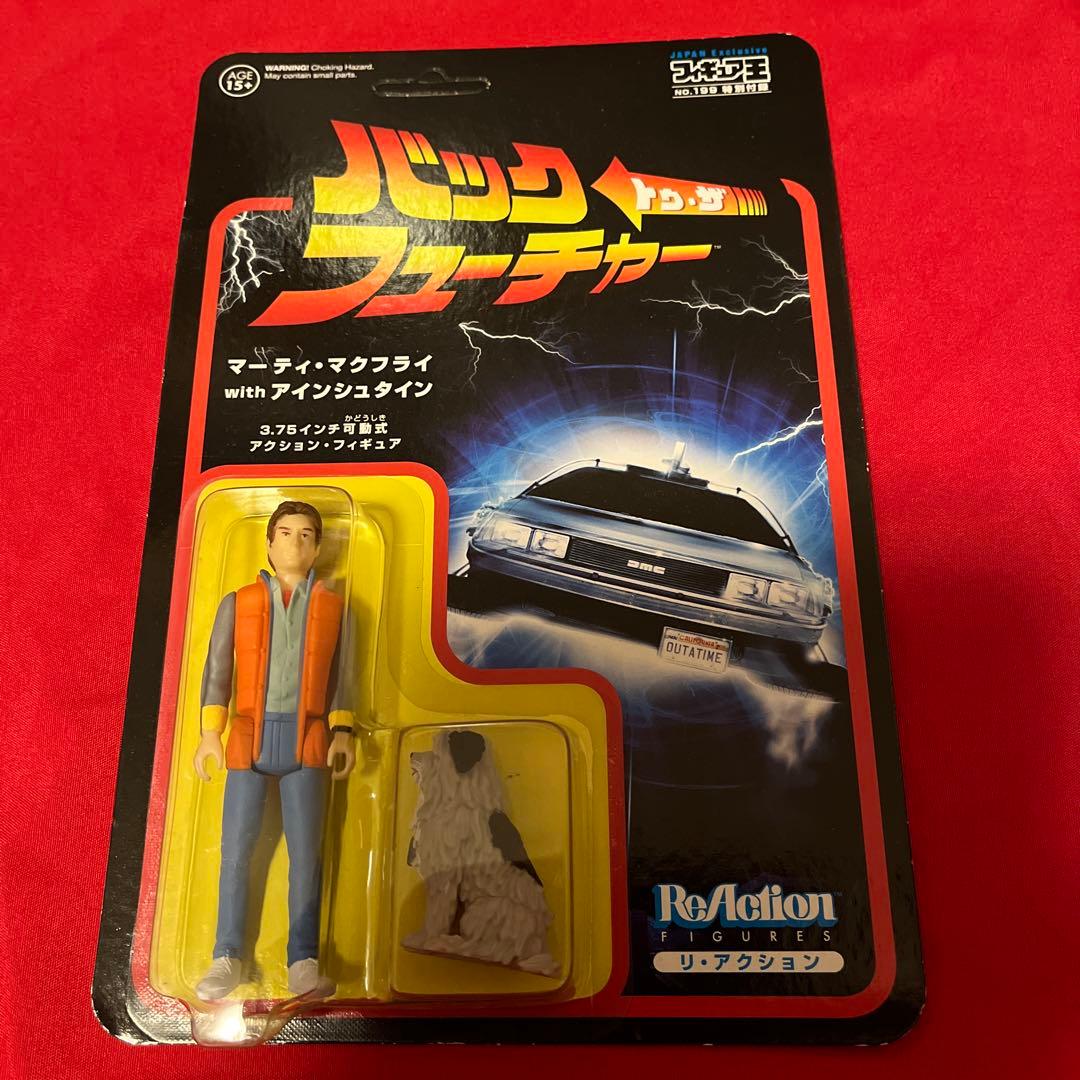 AGE
15+
WARNING! Choking Hazard.
May contain small parts.
JAPAN Exclusive
フィギュア王
No.199 特別付録
バック
トゥ・ザ
フューチャー™
マーティ・マクフライ
with アインシュタイン
かどうしき
3.75インチ可動式
アクション・フィギュア
DMC
CALIFORNIA
OUTATIME
ReAction™
FIGURES
リ・アクション